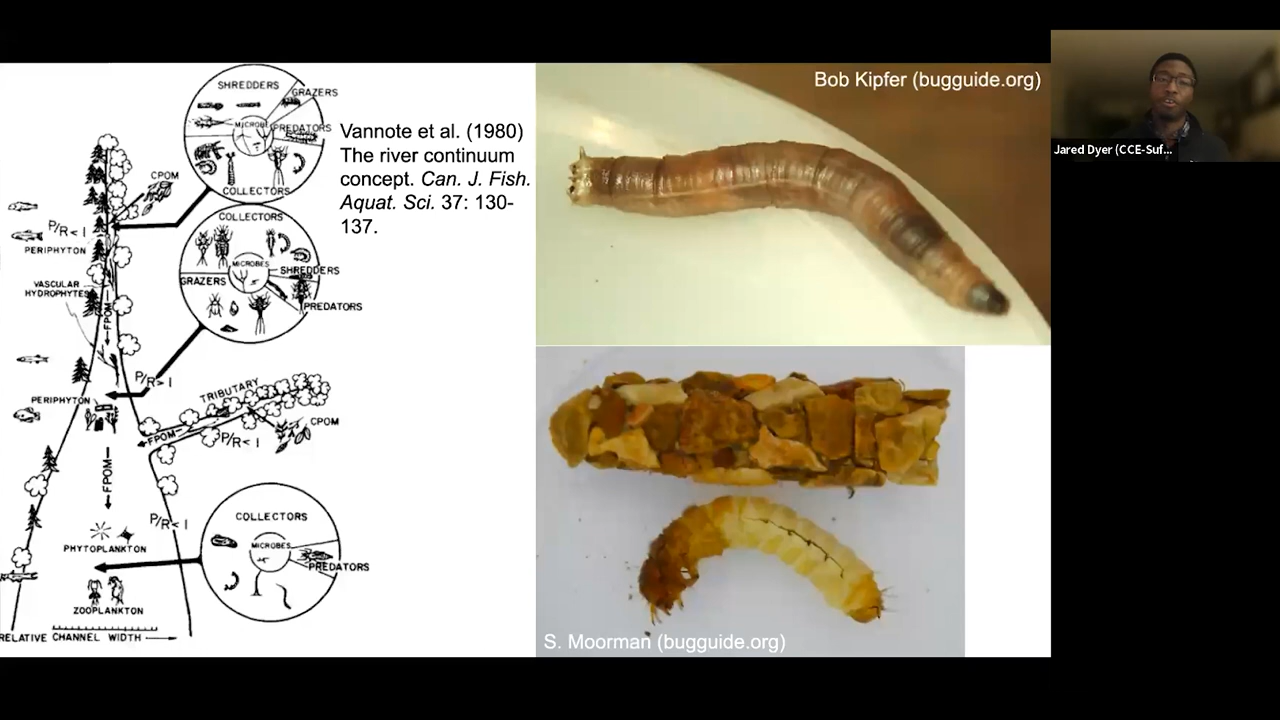 SHREDDERS
GRAZERS
MICROBES
PREDATORS
COLLECTORS
CPOM
P/R < 1
PERIPHYTON
VASCULAR
HYDROPHYTES
FPOM
COLLECTORS
MICROBES
SHREDDERS
GRAZERS
PREDATORS
P/R > 1
PERIPHYTON
TRIBUTARY
CPOM
FPOM
P/R < 1
FPOM
P/R < 1
PHYTOPLANKTON
ZOOPLANKTON
COLLECTORS
MICROBES
PREDATORS
RELATIVE CHANNEL WIDTH
Vannote et al. (1980)
The river continuum
concept. Can. J. Fish.
Aquat. Sci. 37: 130-
137.
Bob Kipfer (bugguide.org)
S. Moorman (bugguide.org)
Jared Dyer (CCE-Suf...